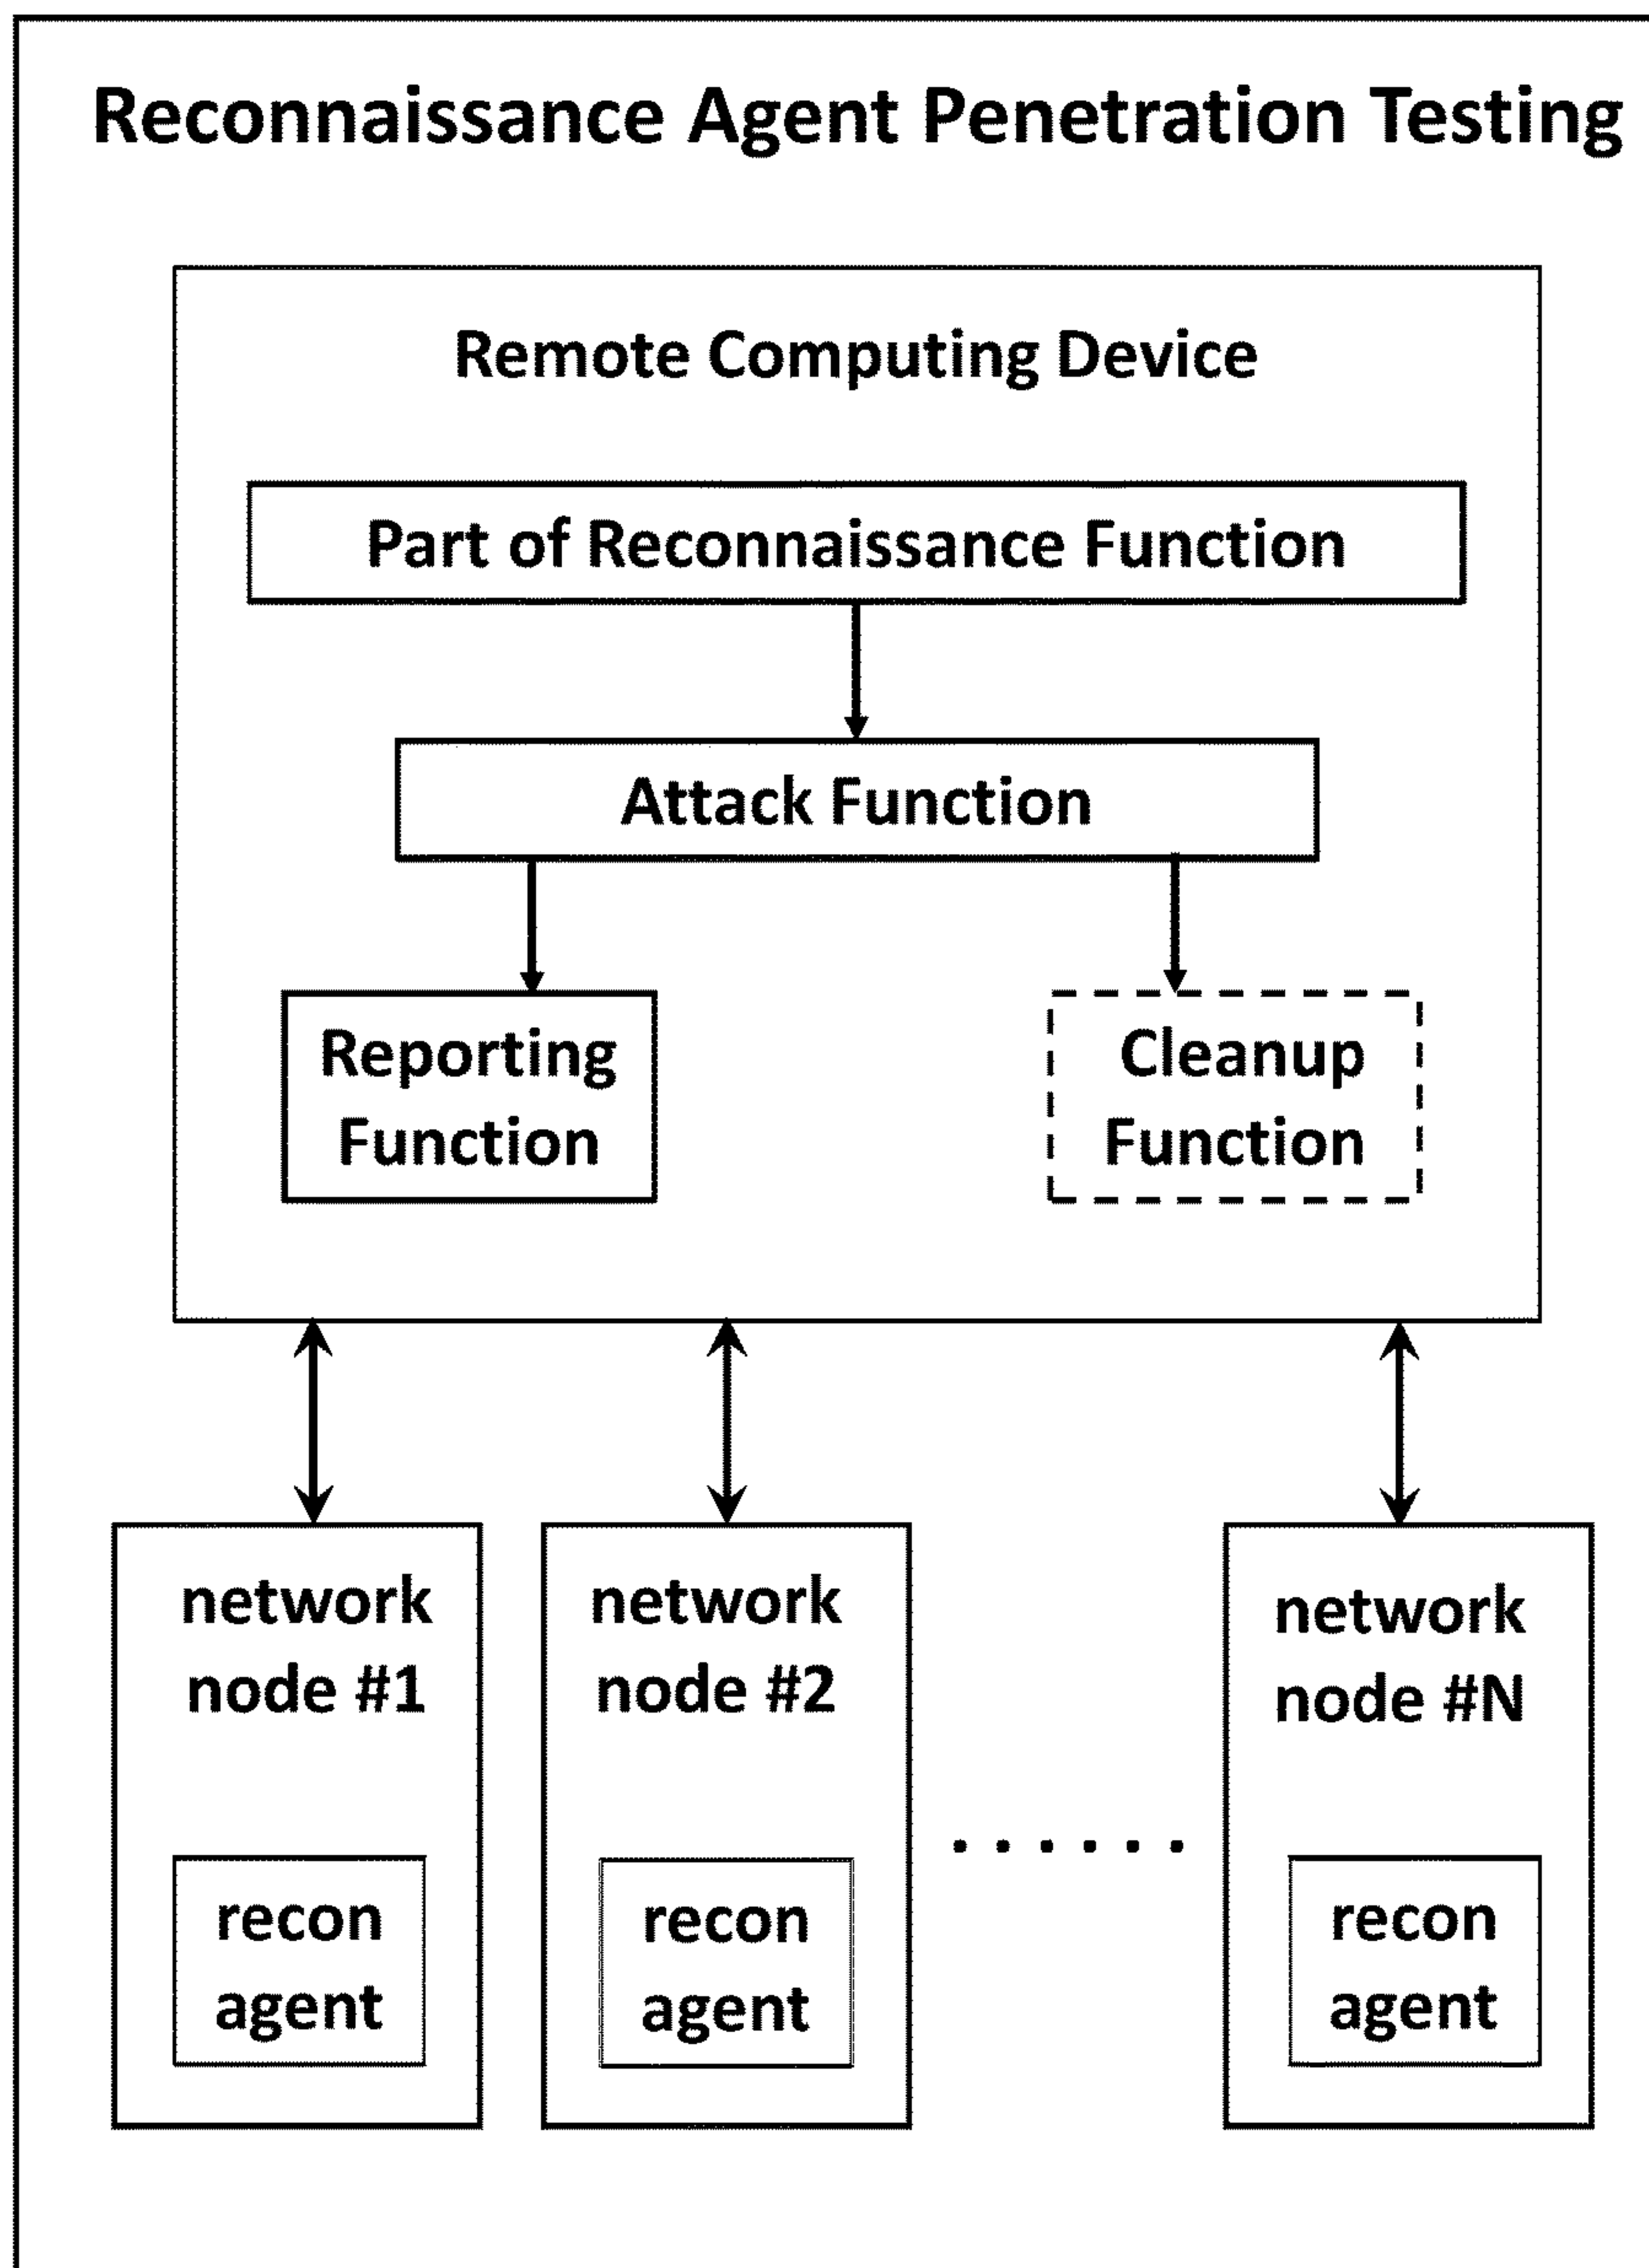 Reconnaissance Agent Penetration Testing
Remote Computing Device
Part of Reconnaissance Function
Attack Function
Reporting
Function
Cleanup
Function
network
node #1
network
node #2
network
node #N
. . . . . .
recon
agent
recon
agent
recon
agent